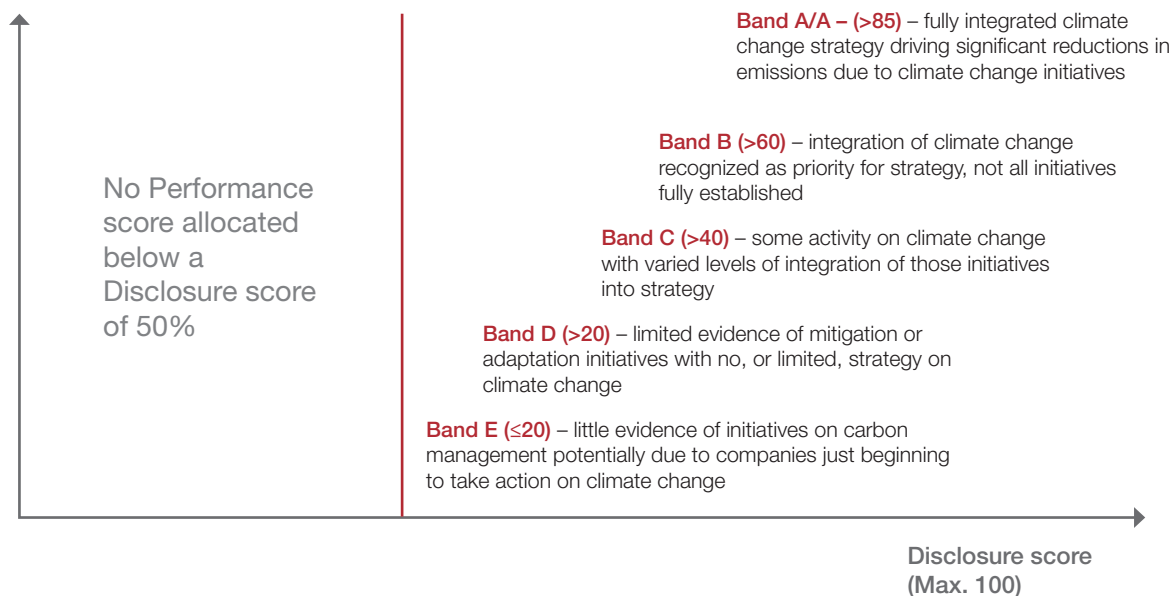 Band A/A – (>85) – fully integrated climate
change strategy driving significant reductions in
emissions due to climate change initiatives
Band B (>60) – integration of climate change
recognized as priority for strategy, not all initiatives
fully established
No Performance
score allocated
below a
Disclosure score
of 50%
Band C (>40) – some activity on climate change
with varied levels of integration of those initiatives
into strategy
Band D (>20) – limited evidence of mitigation or
adaptation initiatives with no, or limited, strategy on
climate change
Band E (≤20) – little evidence of initiatives on carbon
management potentially due to companies just beginning
to take action on climate change
Disclosure score
(Max. 100)